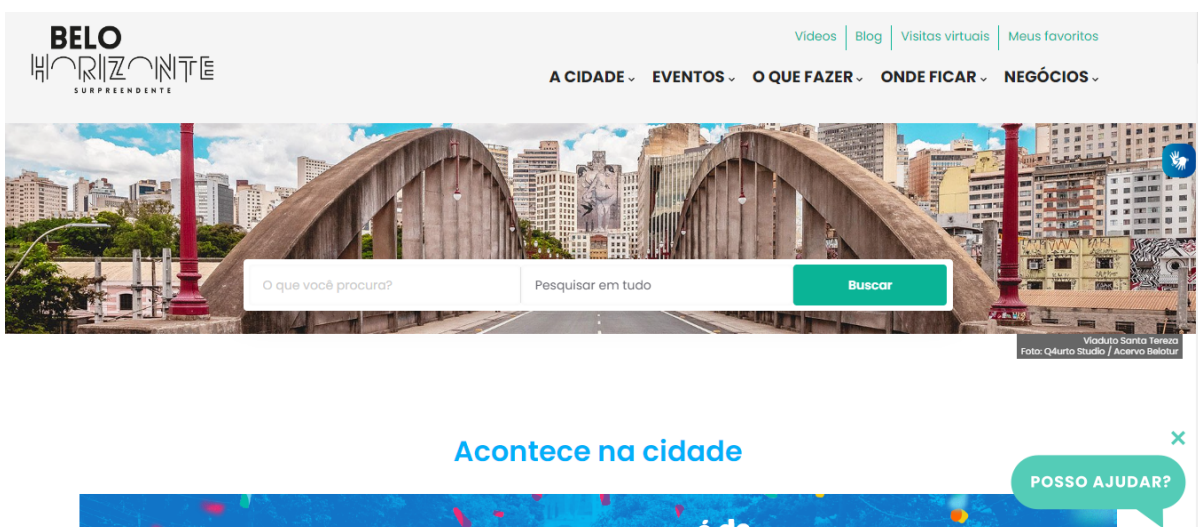 BELO
HORIZONTE
SURPREENDENTE
Vídeos
Blog
Visitas virtuais
Meus favoritos
A CIDADE
EVENTOS
O QUE FAZER
ONDE FICAR
NEGÓCIOS
O que você procura?
Pesquisar em tudo
Buscar
Viaduto Santa Tereza
Foto: Q4urto Studio / Acervo Belotur
Acontece na cidade
POSSO AJUDAR?